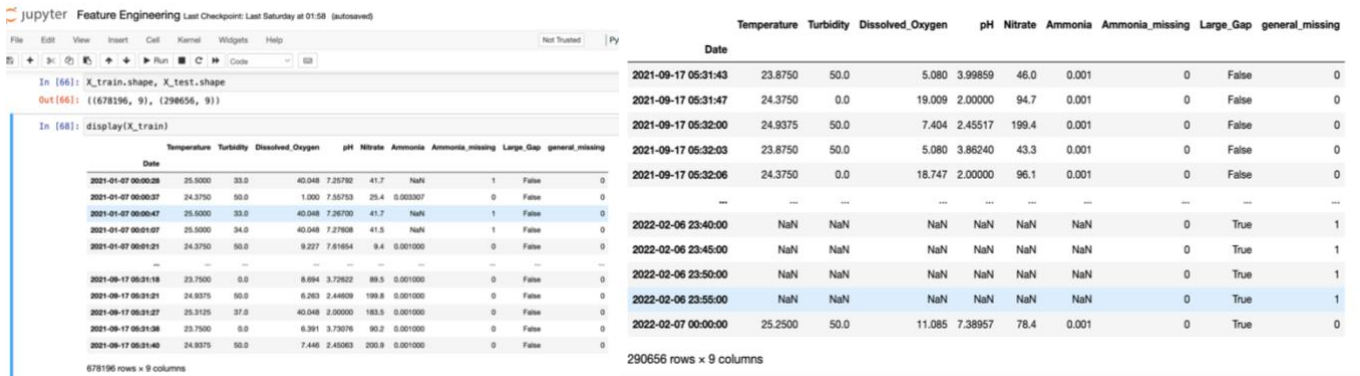 jupyter Feature Engineering Last Checkpoint: Last Saturday at 01:58 (autosaved)
File Edit View Insert Cell Kernel Widgets Help Not Trusted Py
Run Code
In [66]: X_train.shape, X_test.shape
Out[66]: ((678196, 9), (290656, 9))
In [68]: display(X_train)
Temperature Turbidity Dissolved_Oxygen pH Nitrate Ammonia Ammonia_missing Large_Gap general_missing
Date
2021-01-07 00:00:28 25.5000 33.0 40.048 7.25792 41.7 NaN 1 False 0
2021-01-07 00:00:37 24.3750 50.0 1.000 7.55753 25.4 0.003307 0 False 0
2021-01-07 00:00:47 25.5000 33.0 40.048 7.26700 41.7 NaN 1 False 0
2021-01-07 00:01:07 25.5000 34.0 40.048 7.27608 41.5 NaN 1 False 0
2021-01-07 00:01:21 24.3750 50.0 9.227 7.61654 9.4 0.001000 0 False 0
... ... ... ... ... ... ... ... ... ...
2021-09-17 05:31:18 23.7500 0.0 8.694 3.72622 89.5 0.001000 0 False 0
2021-09-17 05:31:21 24.9375 50.0 6.263 2.44609 199.8 0.001000 0 False 0
2021-09-17 05:31:27 25.3125 37.0 40.048 2.00000 183.5 0.001000 0 False 0
2021-09-17 05:31:38 23.7500 0.0 6.391 3.73076 90.2 0.001000 0 False 0
2021-09-17 05:31:40 24.9375 50.0 7.446 2.45063 200.9 0.001000 0 False 0
678196 rows × 9 columns
Temperature Turbidity Dissolved_Oxygen pH Nitrate Ammonia Ammonia_missing Large_Gap general_missing
Date
2021-09-17 05:31:43 23.8750 50.0 5.080 3.99859 46.0 0.001 0 False 0
2021-09-17 05:31:47 24.3750 0.0 19.009 2.00000 94.7 0.001 0 False 0
2021-09-17 05:32:00 24.9375 50.0 7.404 2.45517 199.4 0.001 0 False 0
2021-09-17 05:32:03 23.8750 50.0 5.080 3.86240 43.3 0.001 0 False 0
2021-09-17 05:32:06 24.3750 0.0 18.747 2.00000 96.1 0.001 0 False 0
... ... ... ... ... ... ... ... ... ...
2022-02-06 23:40:00 NaN NaN NaN NaN NaN NaN 0 True 1
2022-02-06 23:45:00 NaN NaN NaN NaN NaN NaN 0 True 1
2022-02-06 23:50:00 NaN NaN NaN NaN NaN NaN 0 True 1
2022-02-06 23:55:00 NaN NaN NaN NaN NaN NaN 0 True 1
2022-02-07 00:00:00 25.2500 50.0 11.085 7.38957 78.4 0.001 0 True 0
290656 rows × 9 columns